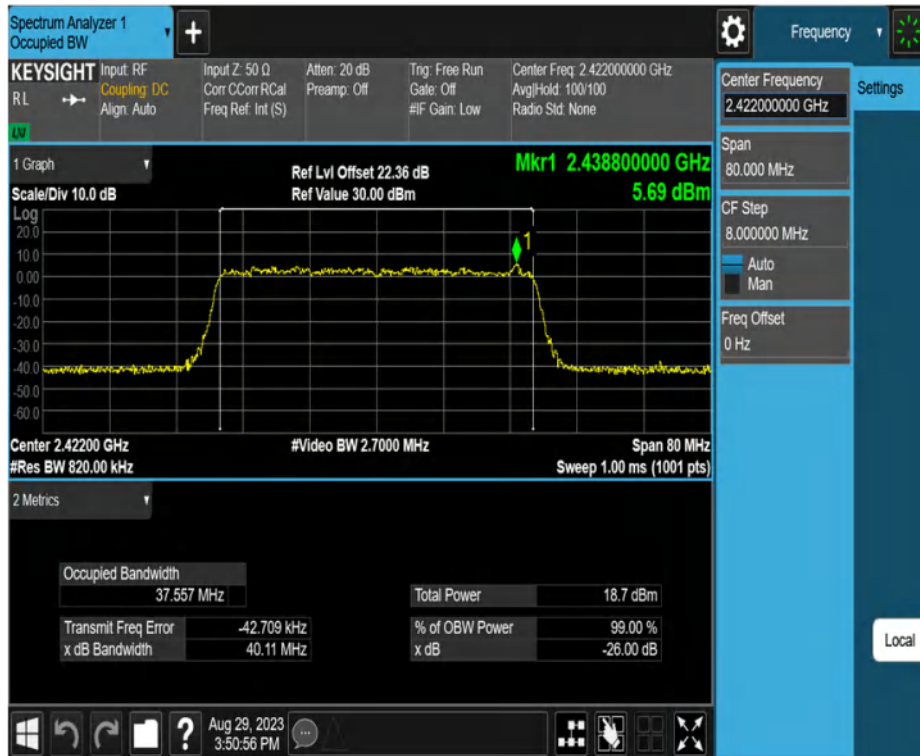 Spectrum Analyzer 1
Occupied BW
Frequency
KEYSIGHT
RL
LXI
Input: RF
Coupling: DC
Align: Auto
Input Z: 50 Ω
Corr CCorr RCal
Freq Ref: Int (S)
Atten: 20 dB
Preamp: Off
Trig: Free Run
Gate: Off
#IF Gain: Low
Center Freq: 2.422000000 GHz
Avg|Hold: 100/100
Radio Std: None
Center Frequency
2.422000000 GHz
Settings
Span
80.000 MHz
CF Step
8.000000 MHz
Auto
Man
Freq Offset
0 Hz
Local
1 Graph
Scale/Div 10.0 dB
Ref Lvl Offset 22.36 dB
Ref Value 30.00 dBm
Mkr1 2.438800000 GHz
5.69 dBm
Log
20.0
10.0
0.00
-10.0
-20.0
-30.0
-40.0
-50.0
-60.0
1
Center 2.42200 GHz
#Video BW 2.7000 MHz
Span 80 MHz
#Res BW 820.00 kHz
Sweep 1.00 ms (1001 pts)
2 Metrics
Occupied Bandwidth
37.557 MHz
Total Power 18.7 dBm
Transmit Freq Error -42.709 kHz
% of OBW Power 99.00 %
x dB Bandwidth 40.11 MHz
x dB -26.00 dB
Aug 29, 2023
3:50:56 PM